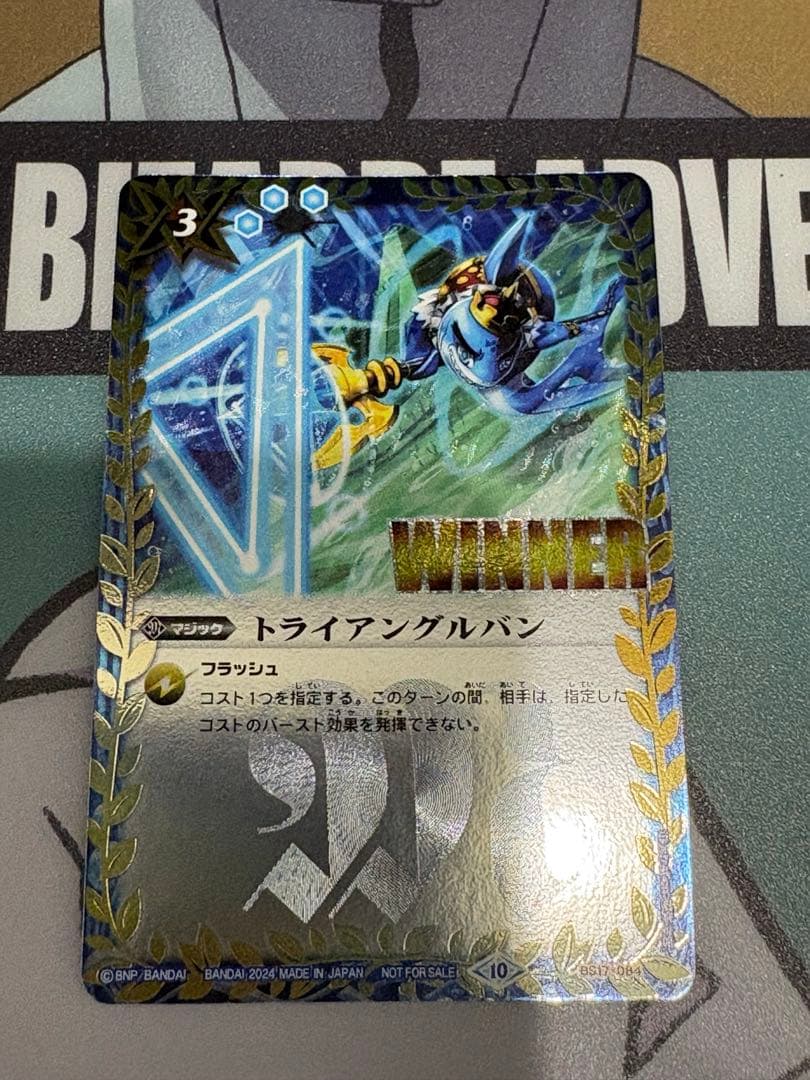 BIZARRE ADVE
3
WINNER
マジック トライアングルバン
フラッシュ
コスト1つを指定する。このターンの間、相手は、指定した
コストのバースト効果を発揮できない。
©BNP/BANDAI BANDAI 2024 MADE IN JAPAN NOT FOR SALE 10 BS17-084